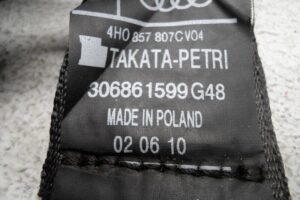 4H0 857 807C V04
TAKATA-PETRI
306861599 G48
MADE IN POLAND
02 06 10